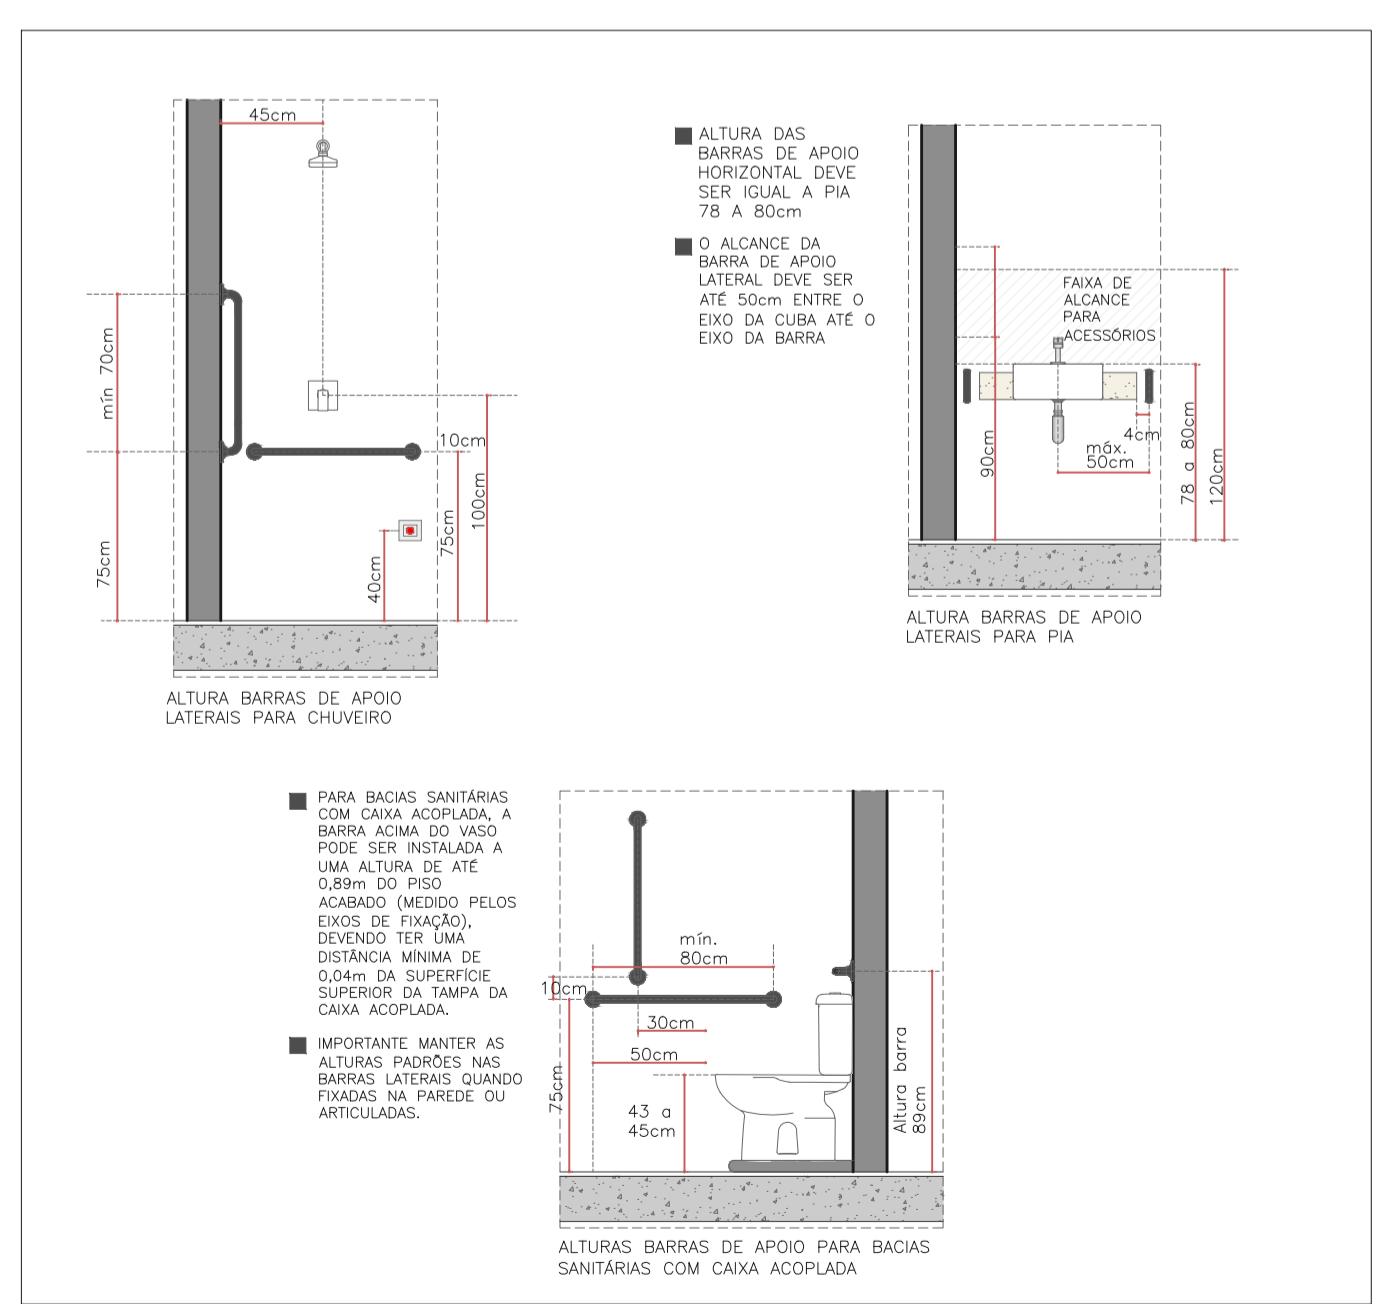 45cm
mín 70cm
75cm
10cm
100cm
75cm
40cm
ALTURA BARRAS DE APOIO
LATERAIS PARA CHUVEIRO
ALTURA DAS
BARRAS DE APOIO
HORIZONTAL DEVE
SER IGUAL A PIA
78 A 80cm
O ALCANCE DA
BARRA DE APOIO
LATERAL DEVE SER
ATÉ 50cm ENTRE O
EIXO DA CUBA ATÉ O
EIXO DA BARRA
FAIXA DE
ALCANCE
PARA
ACESSÓRIOS
90cm
4cm
máx.
50cm
78 a 80cm
120cm
ALTURA BARRAS DE APOIO
LATERAIS PARA PIA
PARA BACIAS SANITÁRIAS
COM CAIXA ACOPLADA, A
BARRA ACIMA DO VASO
PODE SER INSTALADA A
UMA ALTURA DE ATÉ
0,89m DO PISO
ACABADO (MEDIDO PELOS
EIXOS DE FIXAÇÃO),
DEVENDO TER UMA
DISTÂNCIA MÍNIMA DE
0,04m DA SUPERFÍCIE
SUPERIOR DA TAMPA DA
CAIXA ACOPLADA.
IMPORTANTE MANTER AS
ALTURAS PADRÕES NAS
BARRAS LATERAIS QUANDO
FIXADAS NA PAREDE OU
ARTICULADAS.
mín.
80cm
10cm
30cm
50cm
75cm
43 a
45cm
Altura barra
89cm
ALTURAS BARRAS DE APOIO PARA BACIAS
SANITÁRIAS COM CAIXA ACOPLADA